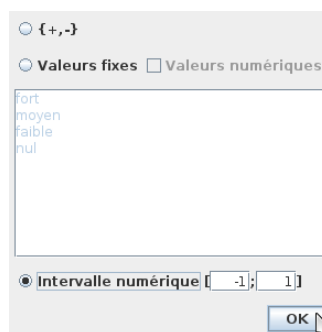 {+,-}
Valeurs fixes Valeurs numériques
fort
moyen
faible
nul
Intervalle numérique [ -1 ; 1 ]
OK